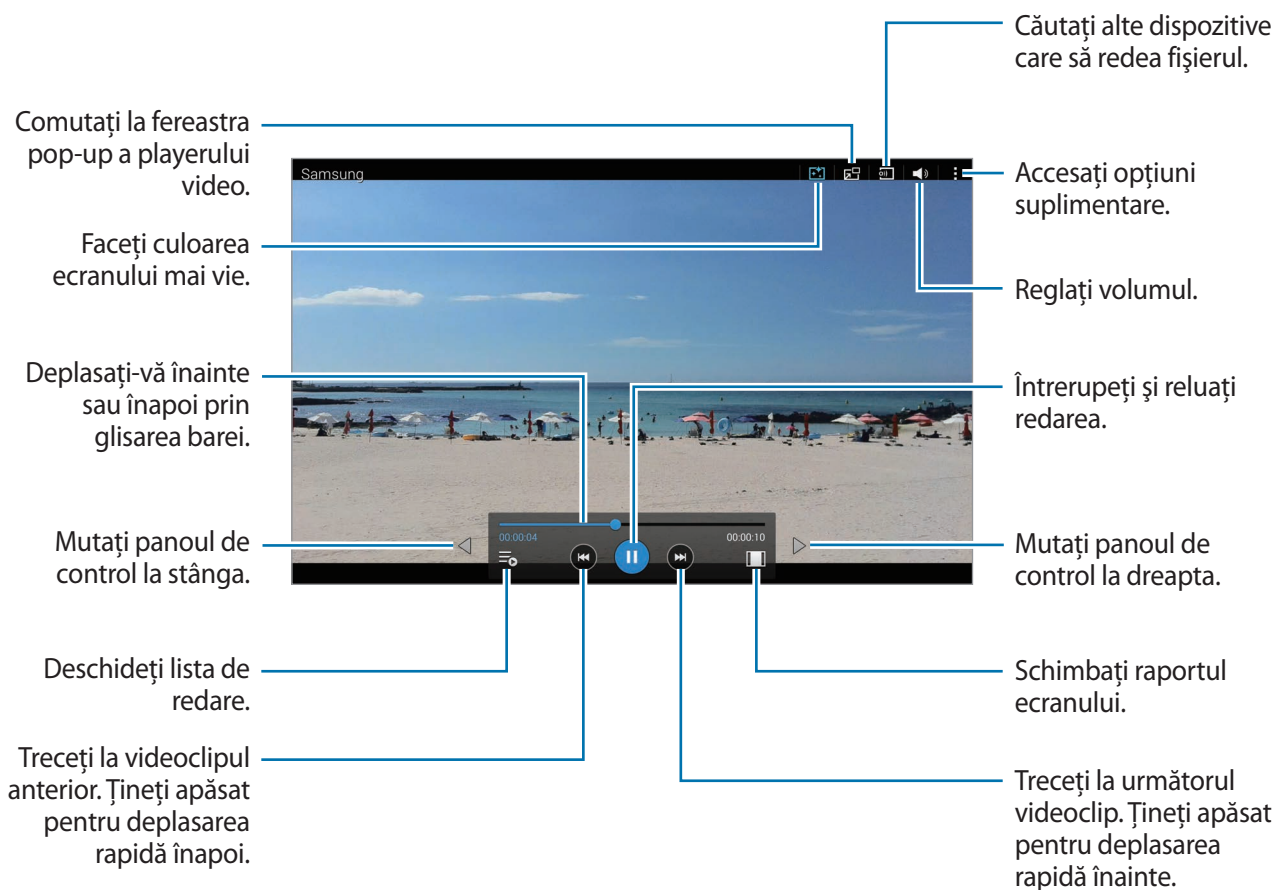 Căutați alte dispozitive
care să redea fişierul.
Comutați la fereastra
pop-up a playerului
video.
Samsung
Accesați opțiuni
suplimentare.
Faceți culoarea
ecranului mai vie.
Reglați volumul.
Deplasați-vă înainte
sau înapoi prin
glisarea barei.
Întrerupeți şi reluați
redarea.
00:00:04
00:00:10
Mutați panoul de
control la stânga.
Mutați panoul de
control la dreapta.
Deschideți lista de
redare.
Schimbați raportul
ecranului.
Treceți la videoclipul
anterior. Țineți apăsat
pentru deplasarea
rapidă înapoi.
Treceți la următorul
videoclip. Țineți apăsat
pentru deplasarea
rapidă înainte.